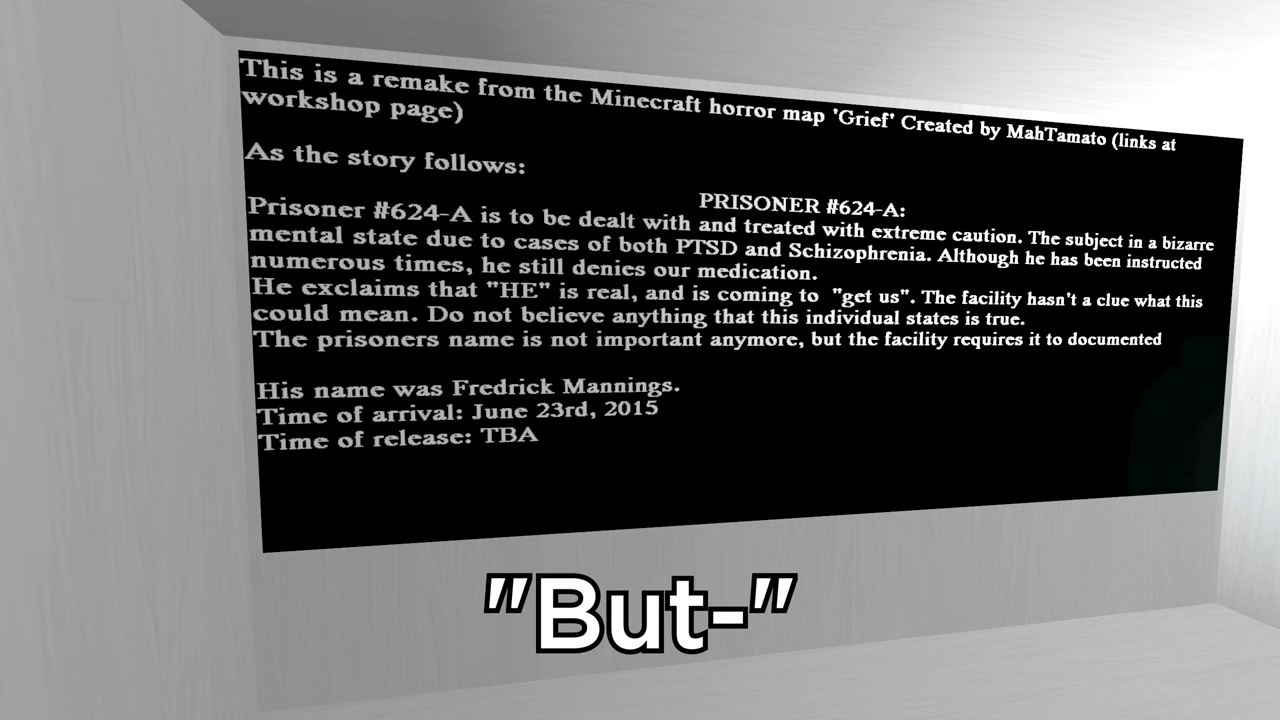 This is a remake from the Minecraft horror map 'Grief' Created by MahTamato (links at
workshop page)
As the story follows:
PRISONER #624-A:
Prisoner #624-A is to be dealt with and treated with extreme caution. The subject in a bizarre
mental state due to cases of both PTSD and Schizophrenia. Although he has been instructed
numerous times, he still denies our medication.
He exclaims that "HE" is real, and is coming to "get us". The facility hasn't a clue what this
could mean. Do not believe anything that this individual states is true.
The prisoners name is not important anymore, but the facility requires it to documented
His name was Fredrick Mannings.
Time of arrival: June 23rd, 2015
Time of release: TBA
"But-"